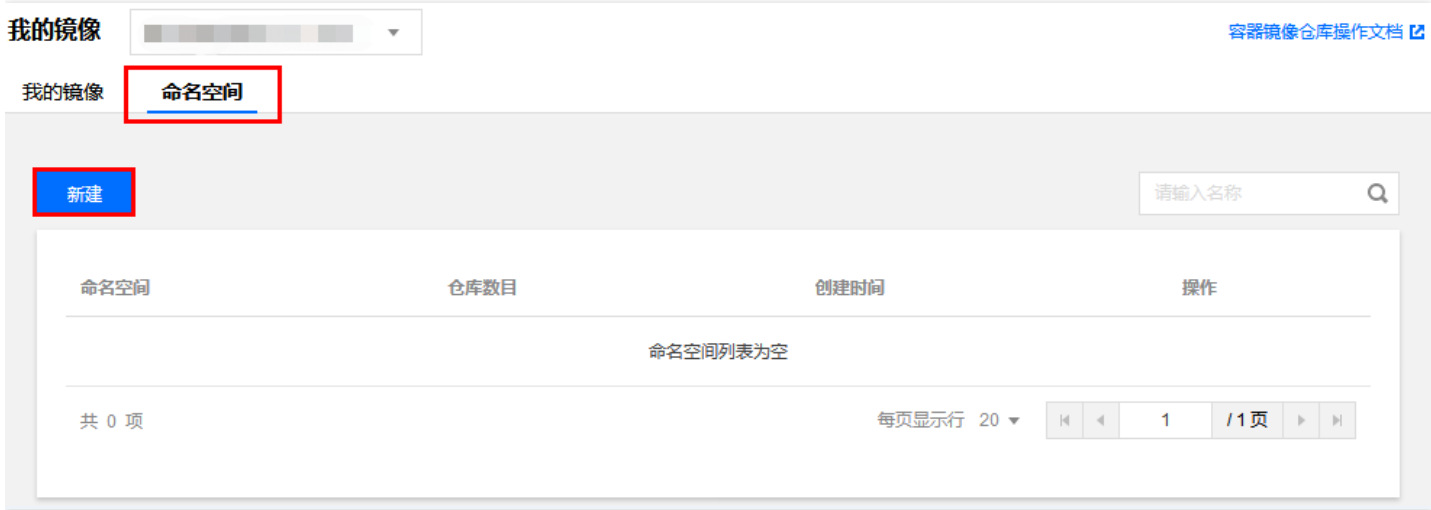 我的镜像
容器镜像仓库操作文档
我的镜像 命名空间
新建
请输入名称
命名空间 仓库数目 创建时间 操作
命名空间列表为空
共 0 项 每页显示行 20 1 / 1 页